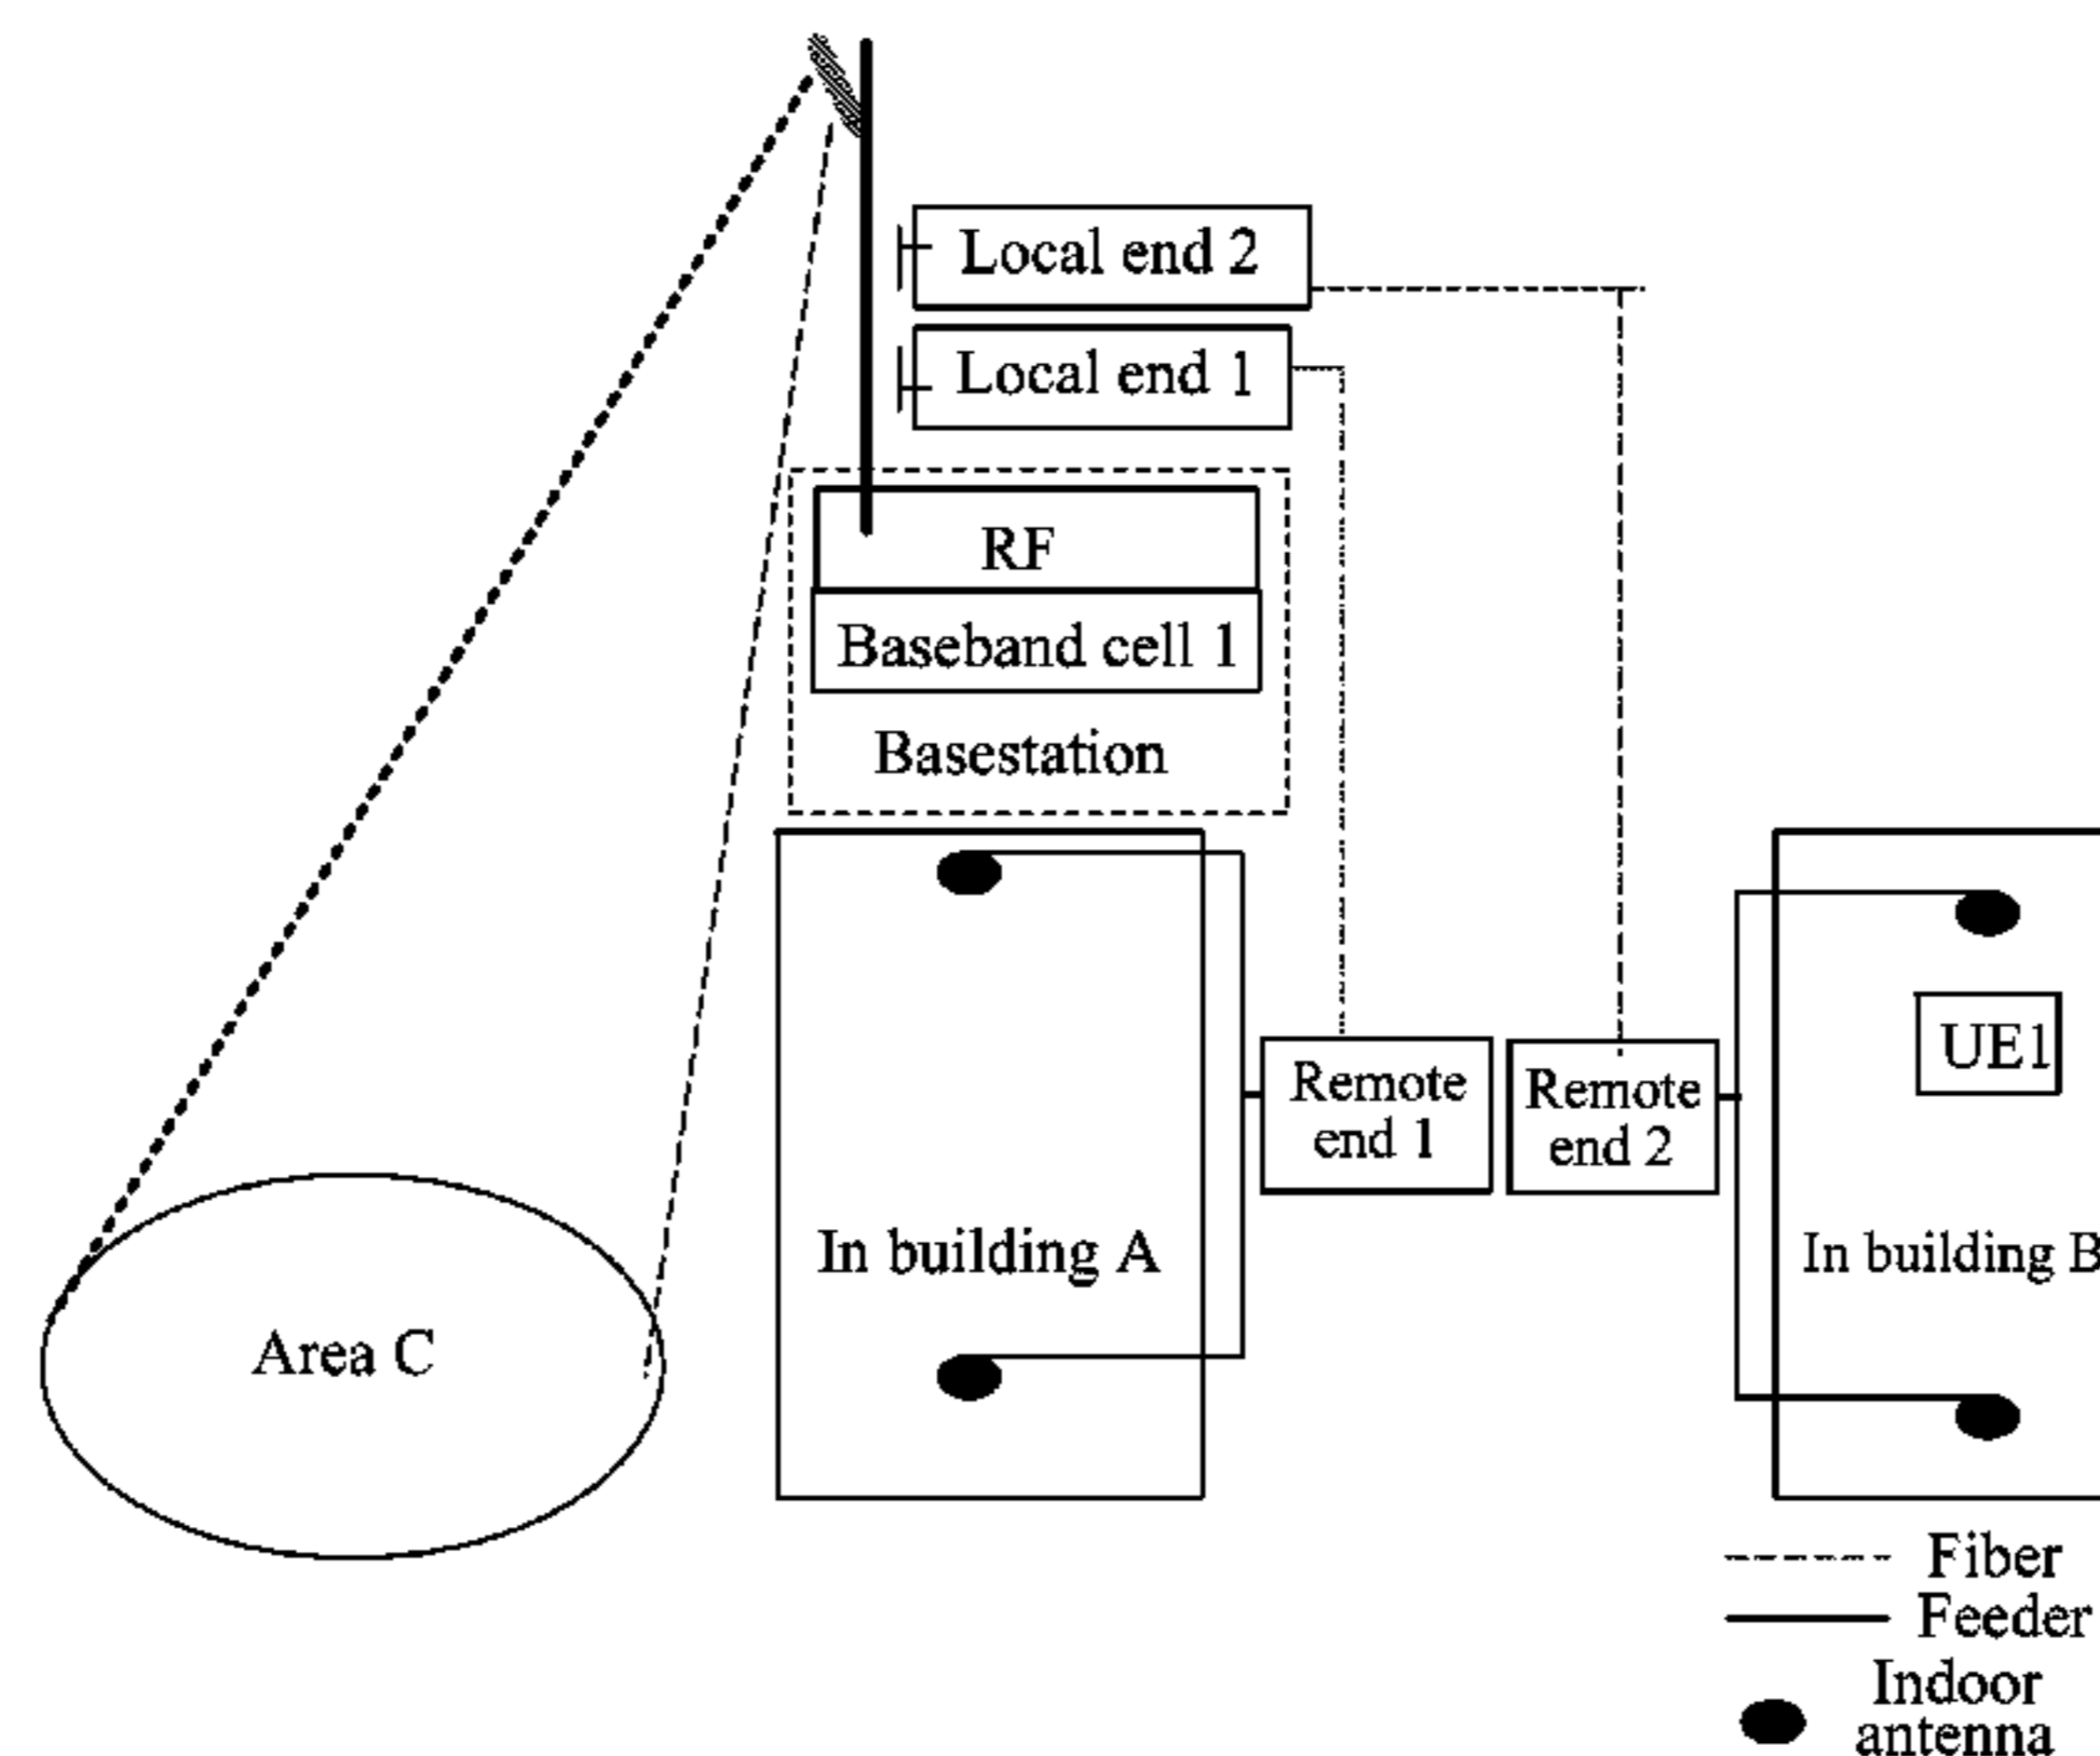 Local end 2
Local end 1
RF
Baseband cell 1
Basestation
UE1
Remote
end 1
Remote
end 2
In building A
In building B
Area C
Fiber
Feeder
Indoor
antenna